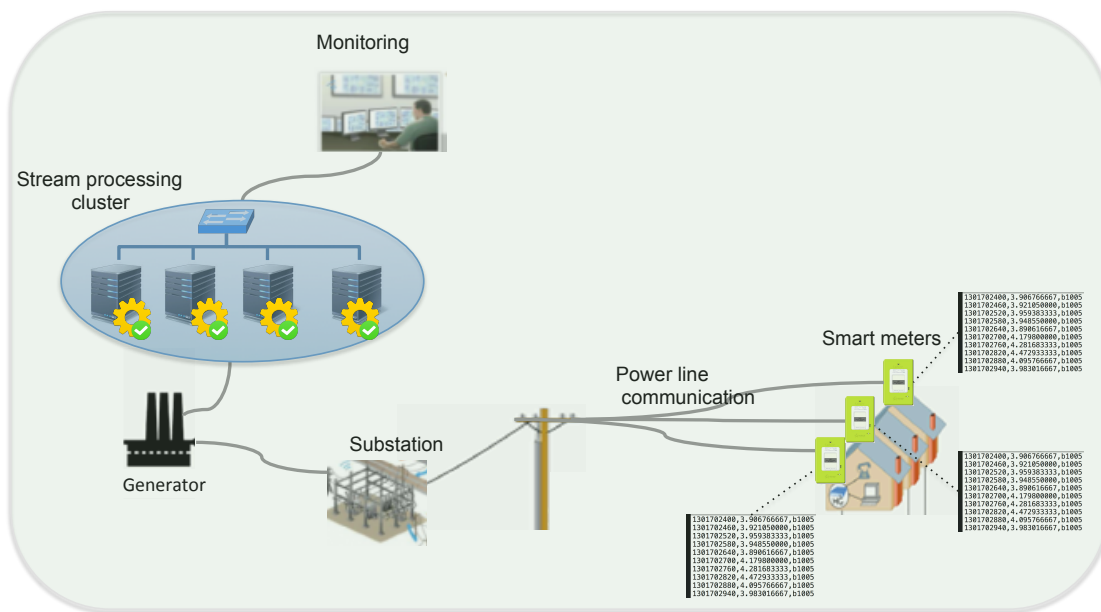 Monitoring
Stream processing
cluster
Smart meters
Power line
communication
Substation
Generator
1301702400,3.906766667,b1005
1301702460,3.921050000,b1005
1301702520,3.959383333,b1005
1301702580,3.948550000,b1005
1301702640,3.890616667,b1005
1301702700,4.179800000,b1005
1301702760,4.281683333,b1005
1301702820,4.472933333,b1005
1301702880,4.095766667,b1005
1301702940,3.983016667,b1005
1301702400,3.906766667,b1005
1301702460,3.921050000,b1005
1301702520,3.959383333,b1005
1301702580,3.948550000,b1005
1301702640,3.890616667,b1005
1301702700,4.179800000,b1005
1301702760,4.281683333,b1005
1301702820,4.472933333,b1005
1301702880,4.095766667,b1005
1301702940,3.983016667,b1005
1301702400,3.906766667,b1005
1301702460,3.921050000,b1005
1301702520,3.959383333,b1005
1301702580,3.948550000,b1005
1301702640,3.890616667,b1005
1301702700,4.179800000,b1005
1301702760,4.281683333,b1005
1301702820,4.472933333,b1005
1301702880,4.095766667,b1005
1301702940,3.983016667,b1005